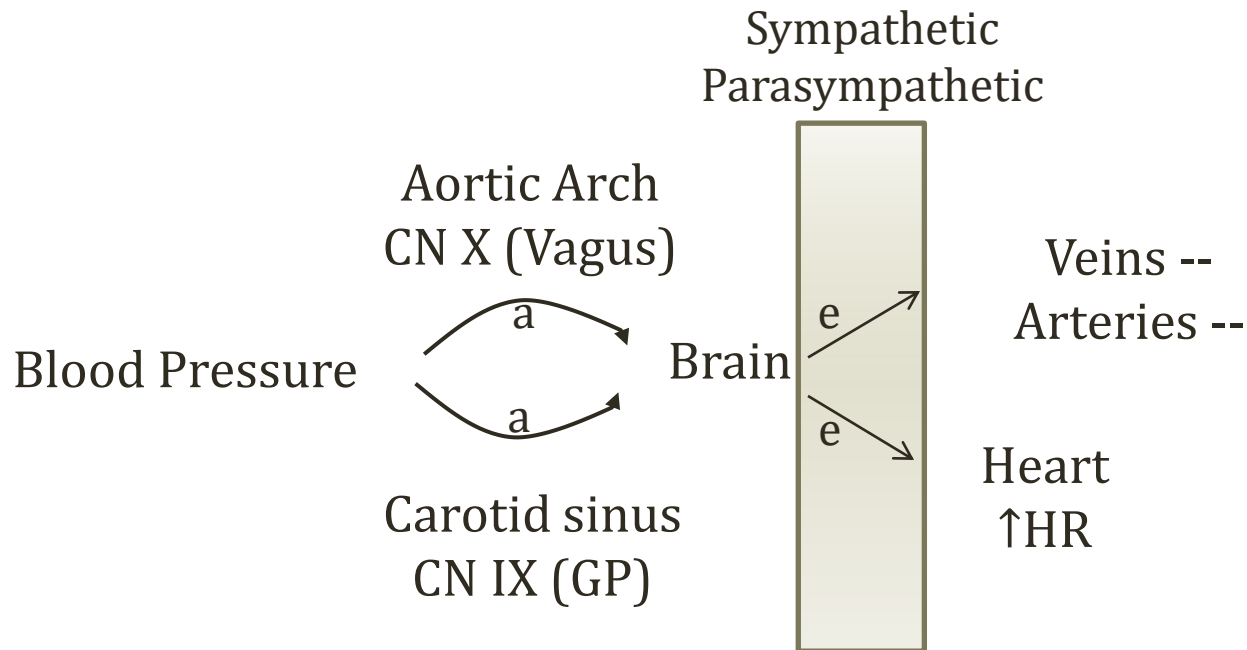 Sympathetic
Parasympathetic
Aortic Arch
CN X (Vagus)
a
Blood Pressure
a
Carotid sinus
CN IX (GP)
Brain
e
e
Veins --
Arteries --
Heart
↑HR